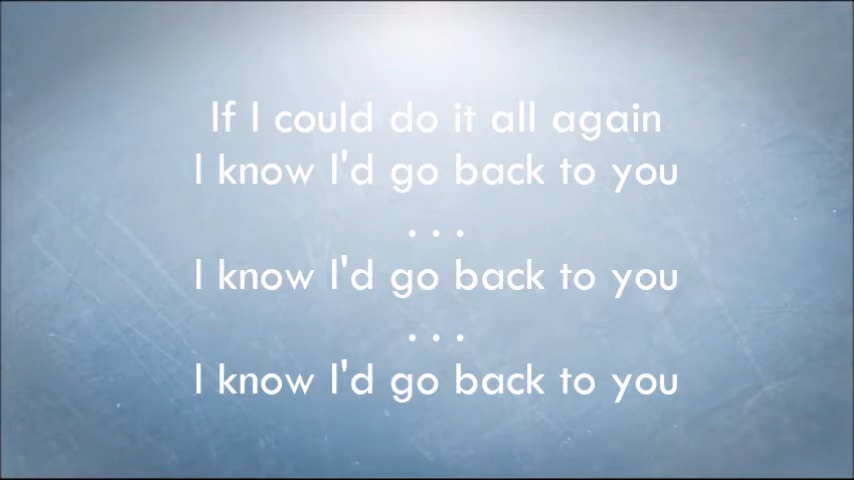 If I could do it all again
I know I'd go back to you
. . .
I know I'd go back to you
. . .
I know I'd go back to you